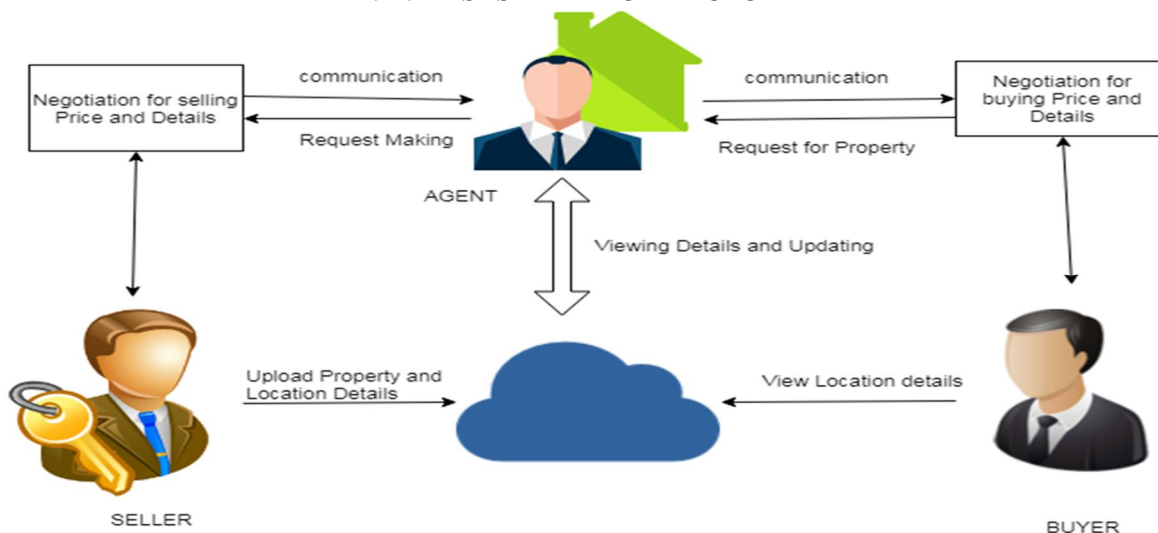 communication
communication
Negotiation for selling
Price and Details
Negotiation for
buying Price and
Details
Request Making
Request for Property
AGENT
Viewing Details and Updating
Upload Property and
Location Details
View Location details
SELLER
BUYER